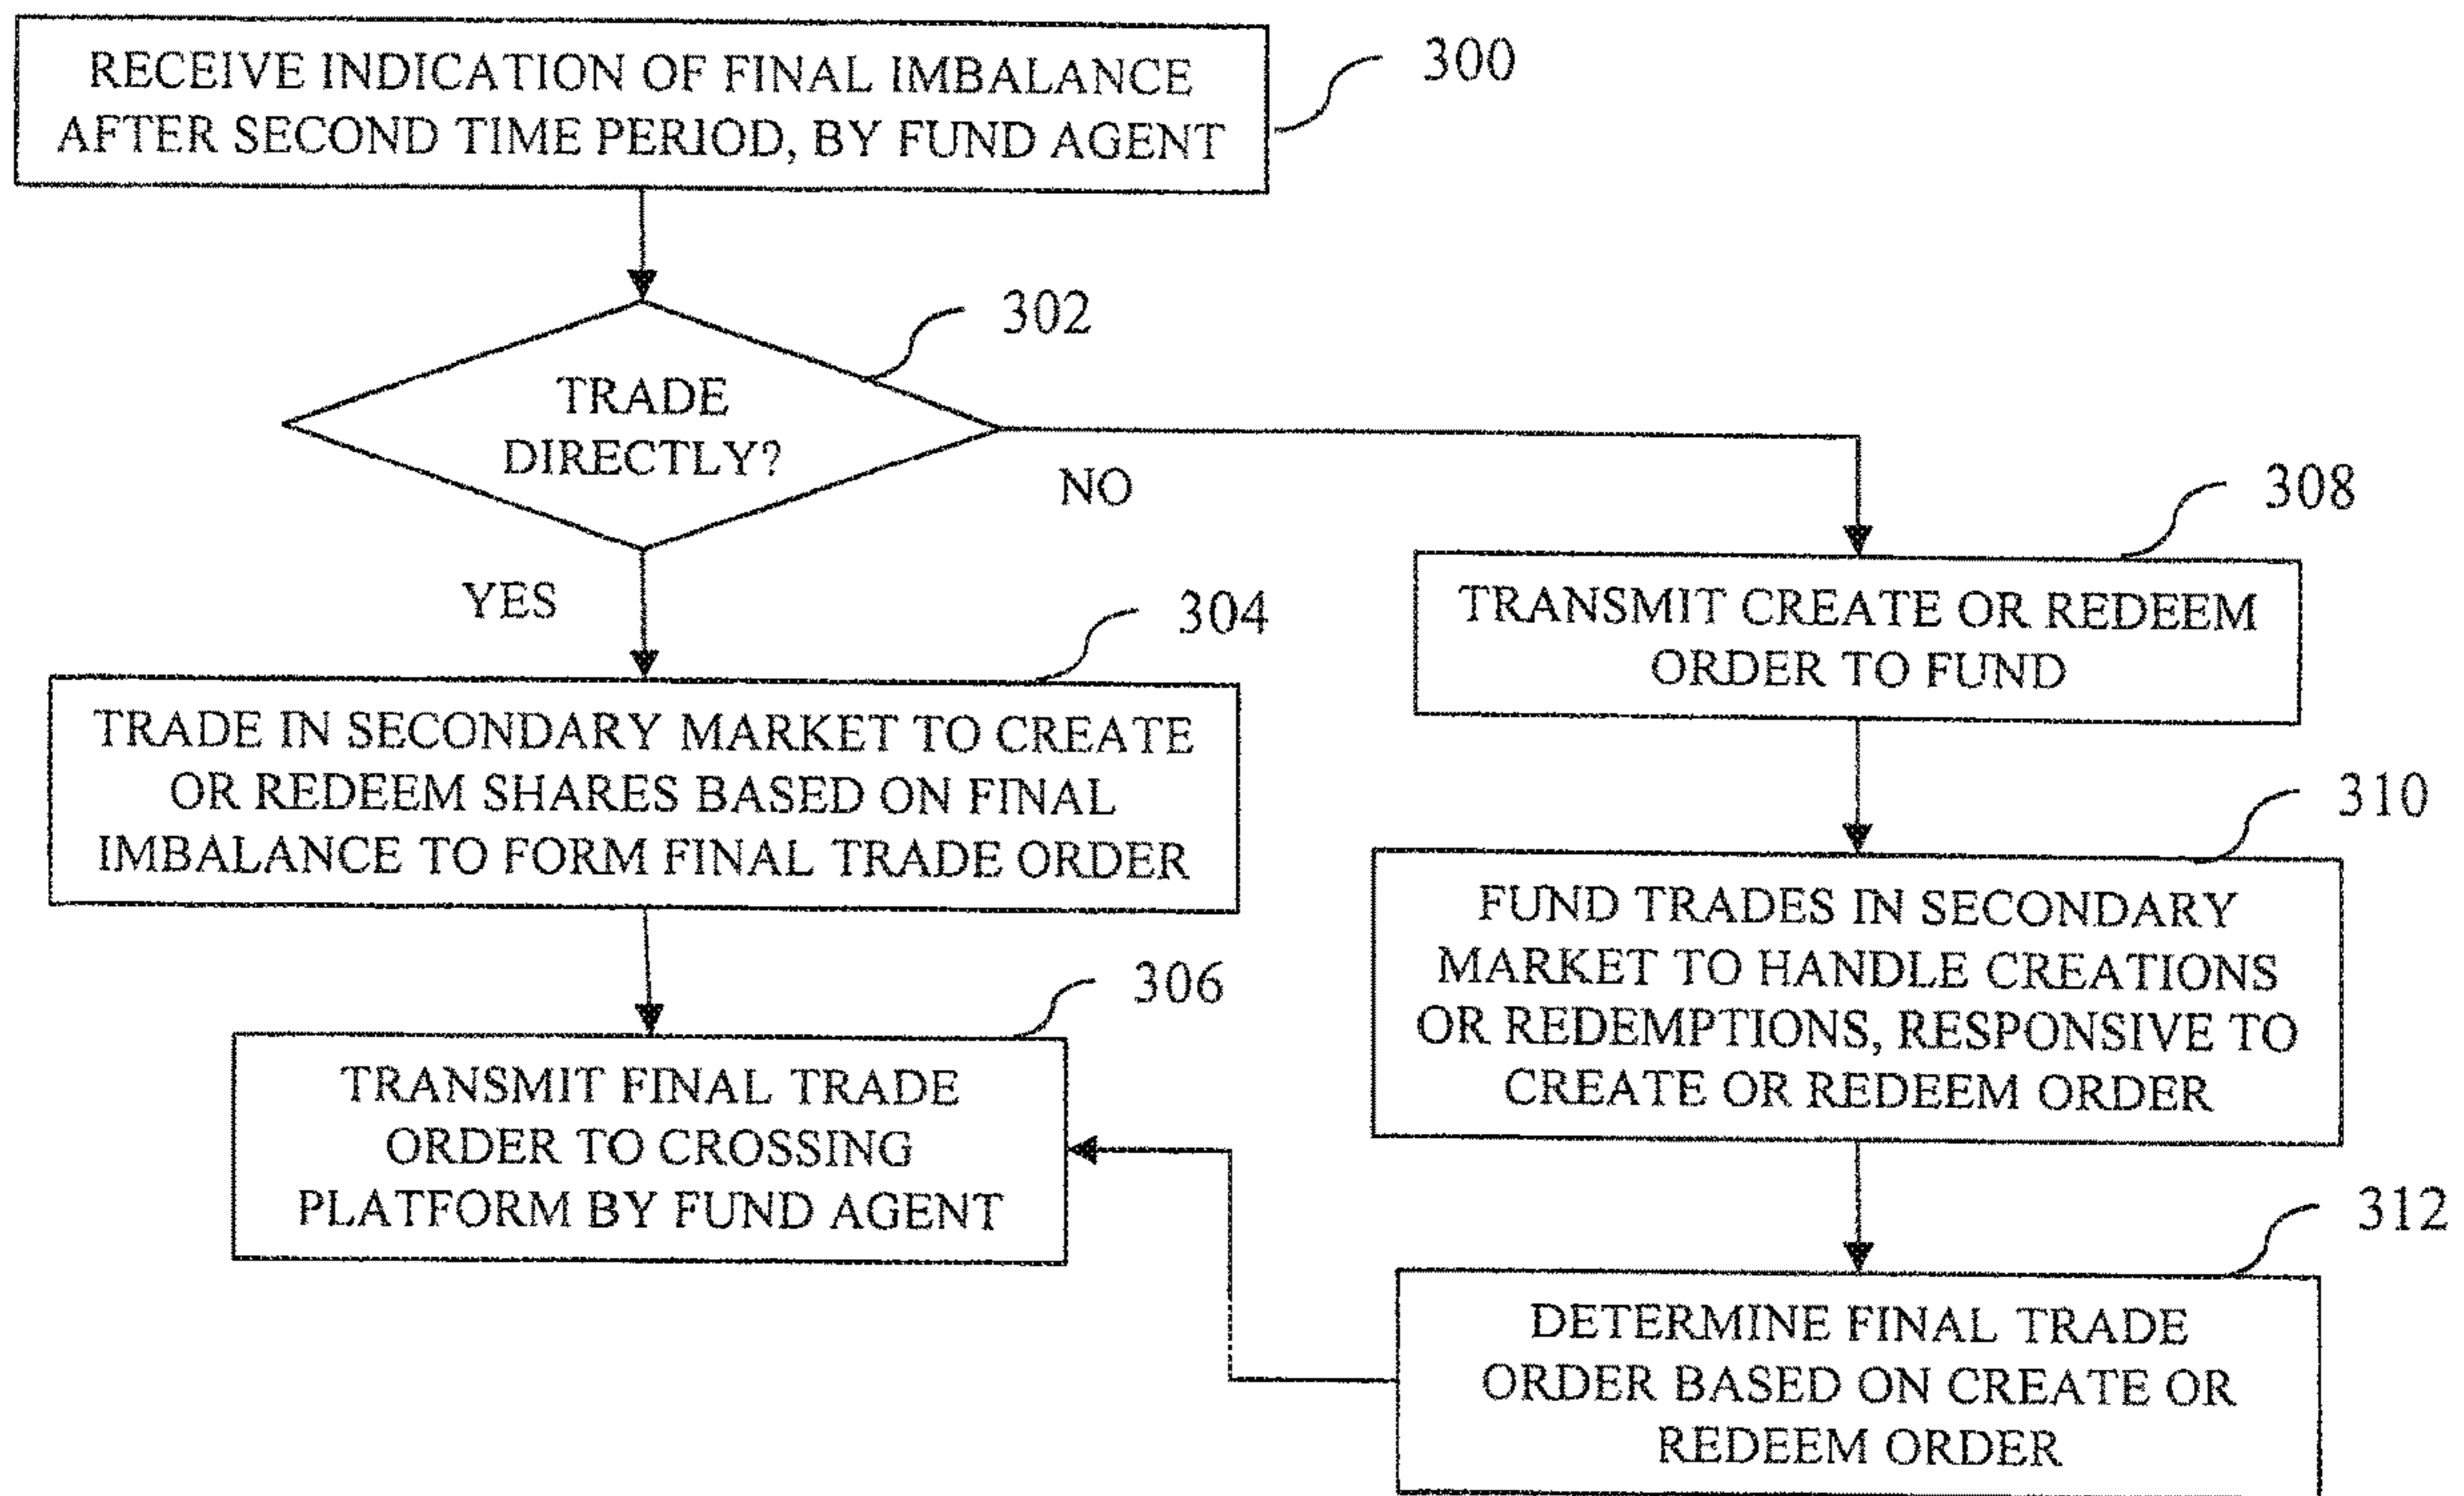 RECEIVE INDICATION OF FINAL IMBALANCE
AFTER SECOND TIME PERIOD, BY FUND AGENT
300
302
TRADE
DIRECTLY?
NO
YES
304
TRADE IN SECONDARY MARKET TO CREATE
OR REDEEM SHARES BASED ON FINAL
IMBALANCE TO FORM FINAL TRADE ORDER
306
TRANSMIT FINAL TRADE
ORDER TO CROSSING
PLATFORM BY FUND AGENT
308
TRANSMIT CREATE OR REDEEM
ORDER TO FUND
310
FUND TRADES IN SECONDARY
MARKET TO HANDLE CREATIONS
OR REDEMPTIONS, RESPONSIVE TO
CREATE OR REDEEM ORDER
312
DETERMINE FINAL TRADE
ORDER BASED ON CREATE OR
REDEEM ORDER